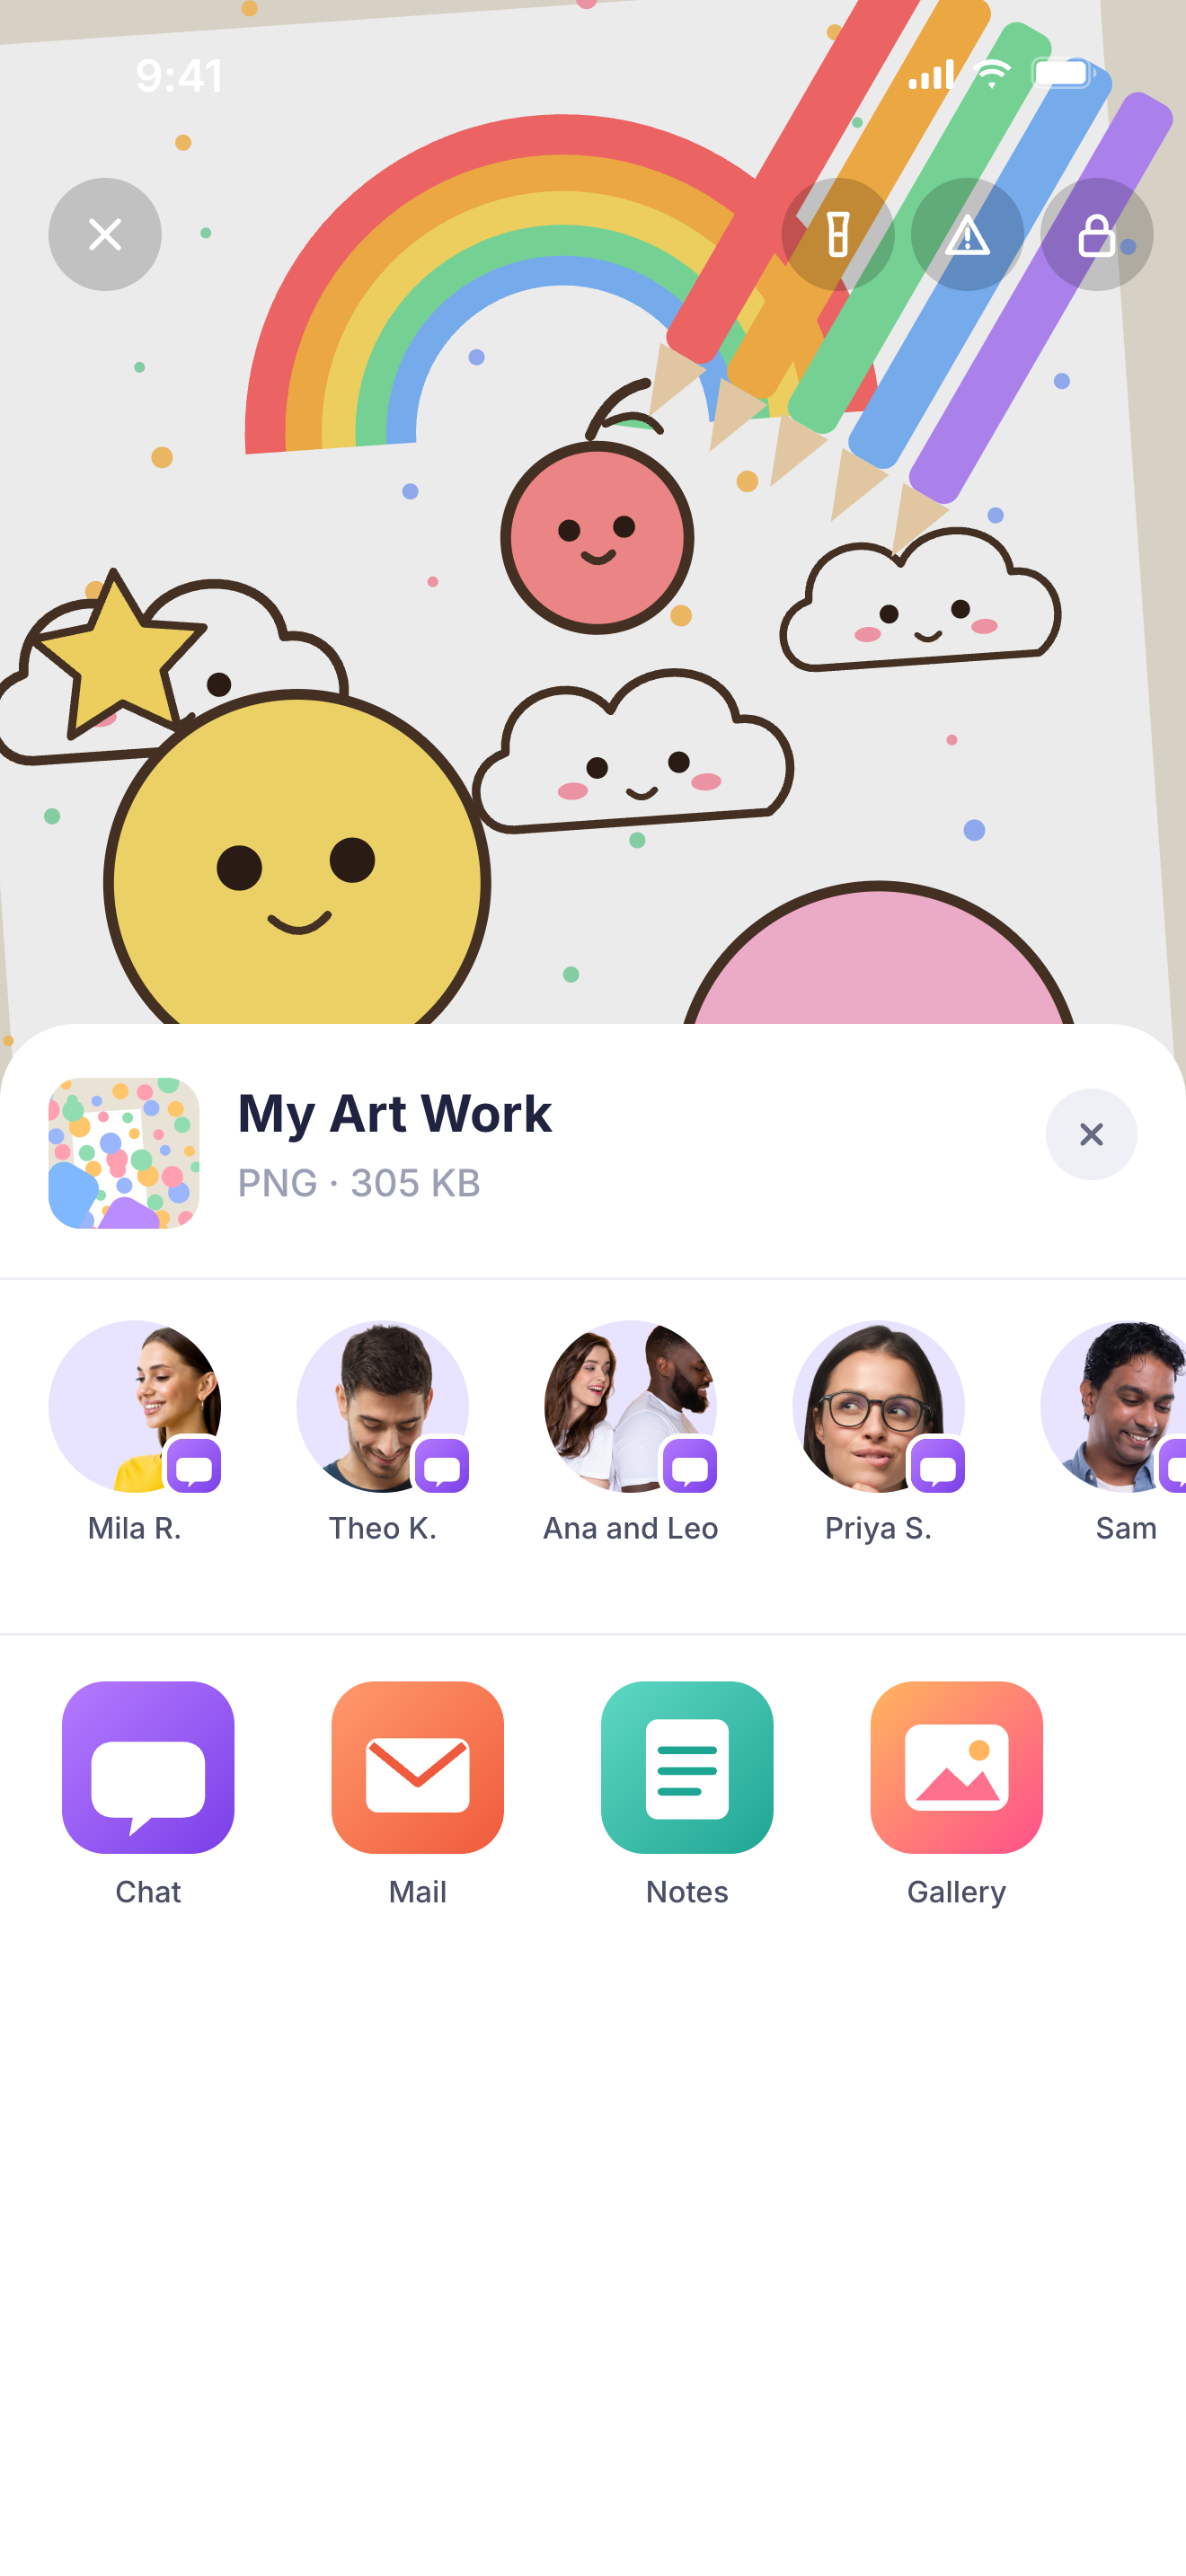 9:41
My Art Work
PNG · 305 KB
Mila R.
Theo K.
Ana and Leo
Priya S.
Sam
Chat
Mail
Notes
Gallery